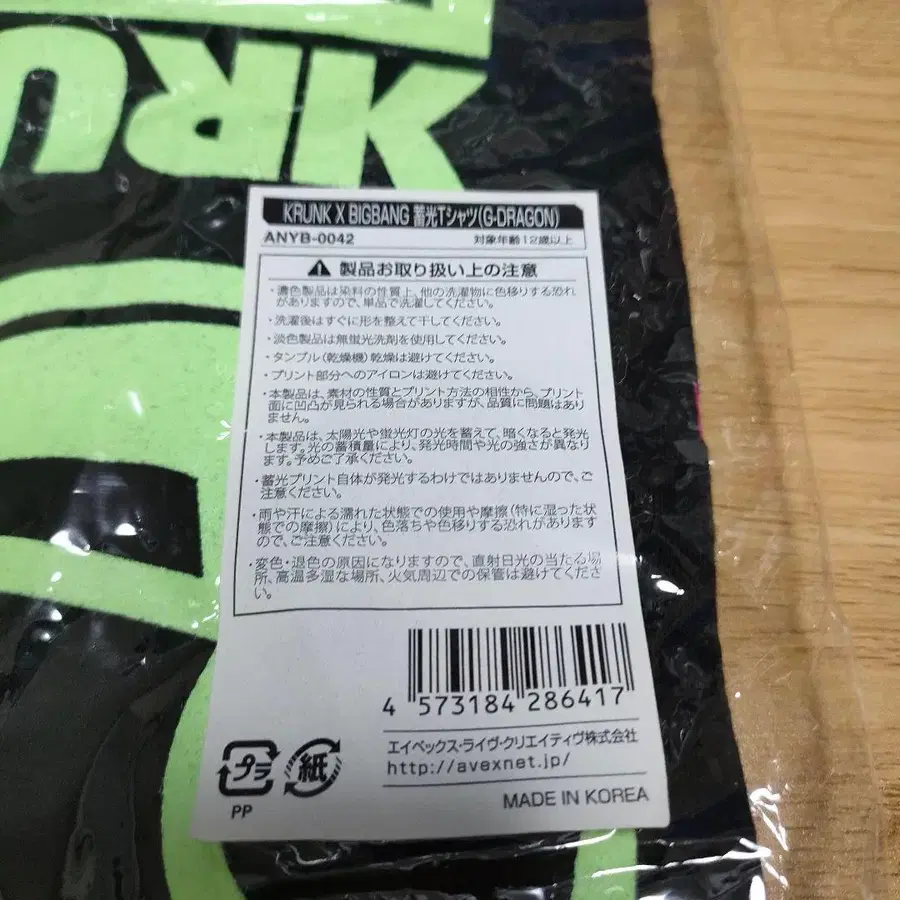 KRU
KRUNK X BIGBANG 蓄光Tシャツ(G-DRAGON)
ANYB-0042 対象年齢12歳以上
製品お取り扱い上の注意
・濃色製品は染料の性質上、他の洗濯物に色移りする恐れ
がありますので、単品で洗濯してください。
・洗濯後はすぐに形を整えて干してください。
・淡色製品は無蛍光洗剤を使用してください。
・タンブル(乾燥機)乾燥は避けてください。
・プリント部分へのアイロンは避けてください。
・本製品は、素材の性質とプリント方法の相性から、プリント
面に凹凸が見られる場合がありますが、品質に問題はあり
ません。
・本製品は、太陽光や蛍光灯の光を蓄えて、暗くなると発光
します。光の蓄積量により、発光時間や光の強さが異なり
ます。予めご了承ください。
・蓄光プリント自体が発光するわけではありませんので、ご
注意ください。
・雨や汗による濡れた状態での使用や摩擦(特に湿った状
態での摩擦)により、色落ちや色移りする恐れがあります
ので、ご注意ください。
・変色・退色の原因になりますので、直射日光の当たる場
所、高温多湿な場所、火気周辺での保管は避けてくださ
い。
4 573184 286417
エイベックス・ライヴ・クリエイティヴ株式会社
http://avexnet.jp/
プラ 紙
PP
MADE IN KOREA